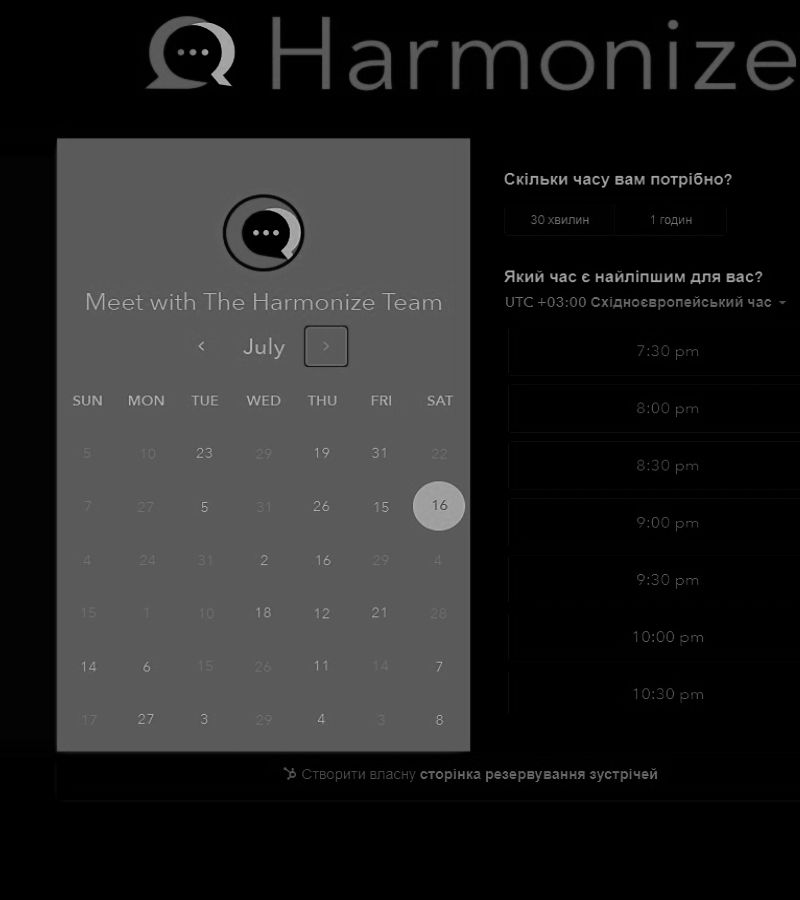 Harmonize
Meet with The Harmonize Team
July
SUN MON TUE WED THU FRI SAT
5 10 23 29 19 31 22
7 27 5 31 26 15 16
4 24 31 2 16 29 4
15 1 10 18 12 21 28
14 6 15 26 11 14 7
17 27 3 29 4 3 8
Скільки часу вам потрібно?
30 хвилин 1 годин
Який час є найліпшим для вас?
UTC +03:00 Східноєвропейський час
7:30 pm
8:00 pm
8:30 pm
9:00 pm
9:30 pm
10:00 pm
10:30 pm
Створити власну сторінка резервування зустрічей